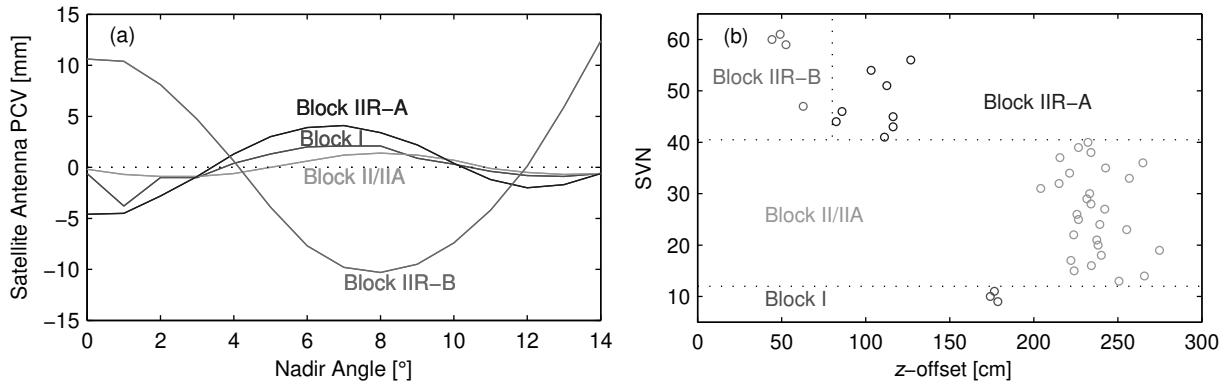 (a)
Satellite Antenna PCV [mm]
15
10
5
0
−5
−10
−15
Block IIR−A
Block I
Block II/IIA
Block IIR−B
0 2 4 6 8 10 12 14
Nadir Angle [°]
(b)
SVN
60
50
40
30
20
10
Block IIR−B
Block IIR−A
Block II/IIA
Block I
0 50 100 150 200 250 300
z−offset [cm]